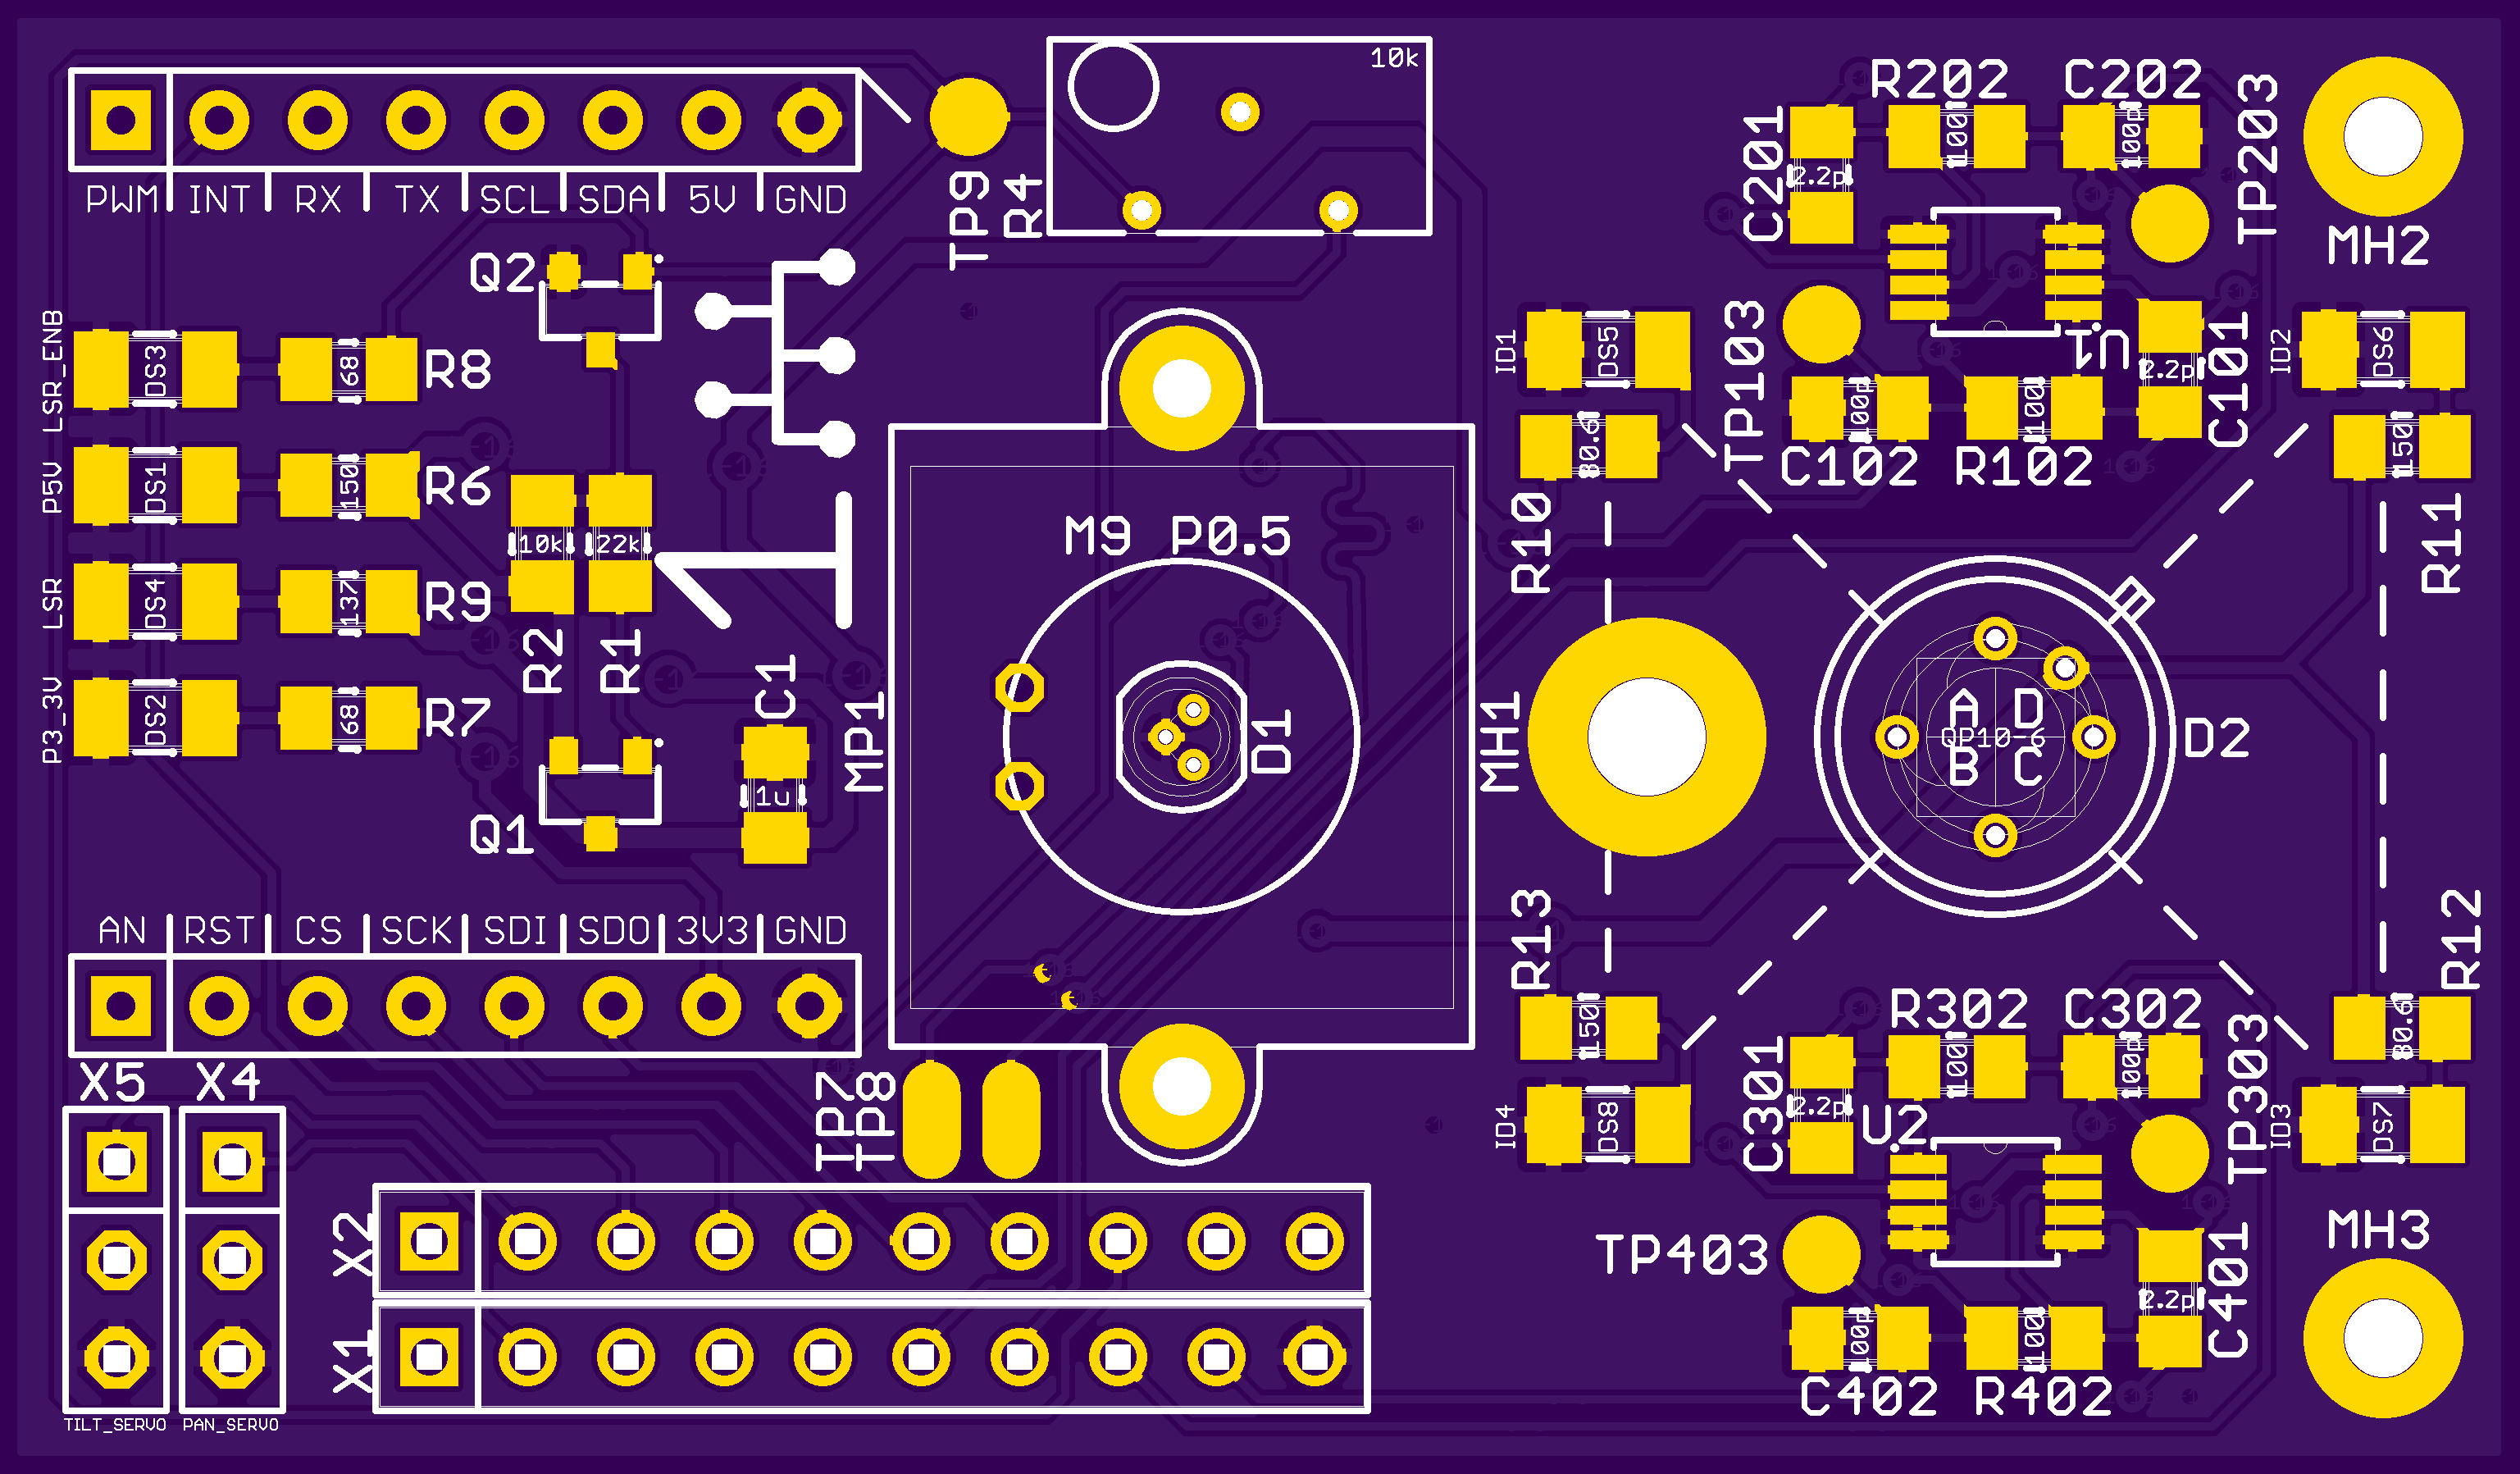 10k
R202 C202
C201
100
100p
TP203
2.2p
PWM INT RX TX SCL SDA 5V GND
TP9
R4
MH2
Q2
LSR_ENB
DS3
68
R8
ID1
DS5
TP103
U1
2.2p
C101
ID2
DS6
P5V
DS1
150
R6
80.6
100p
100
C102 R102
150
10k
22k
M9 P0.5
R10
R11
LSR
DS4
137
R9
R2
R1
C1
P3_3V
DS2
68
R7
MP1
D1
MH1
A D
QP10-6
B C
D2
1u
Q1
AN RST CS SCK SDI SDO 3V3 GND
R13
R12
150
R302 C302
80.6
100
100p
TP303
X5 X4
TP7
TP8
ID4
DS8
C301
2.2p
U2
ID3
DS7
X2
TP403
MH3
C401
2.2p
X1
100p
100
C402 R402
TILT_SERVO PAN_SERVO